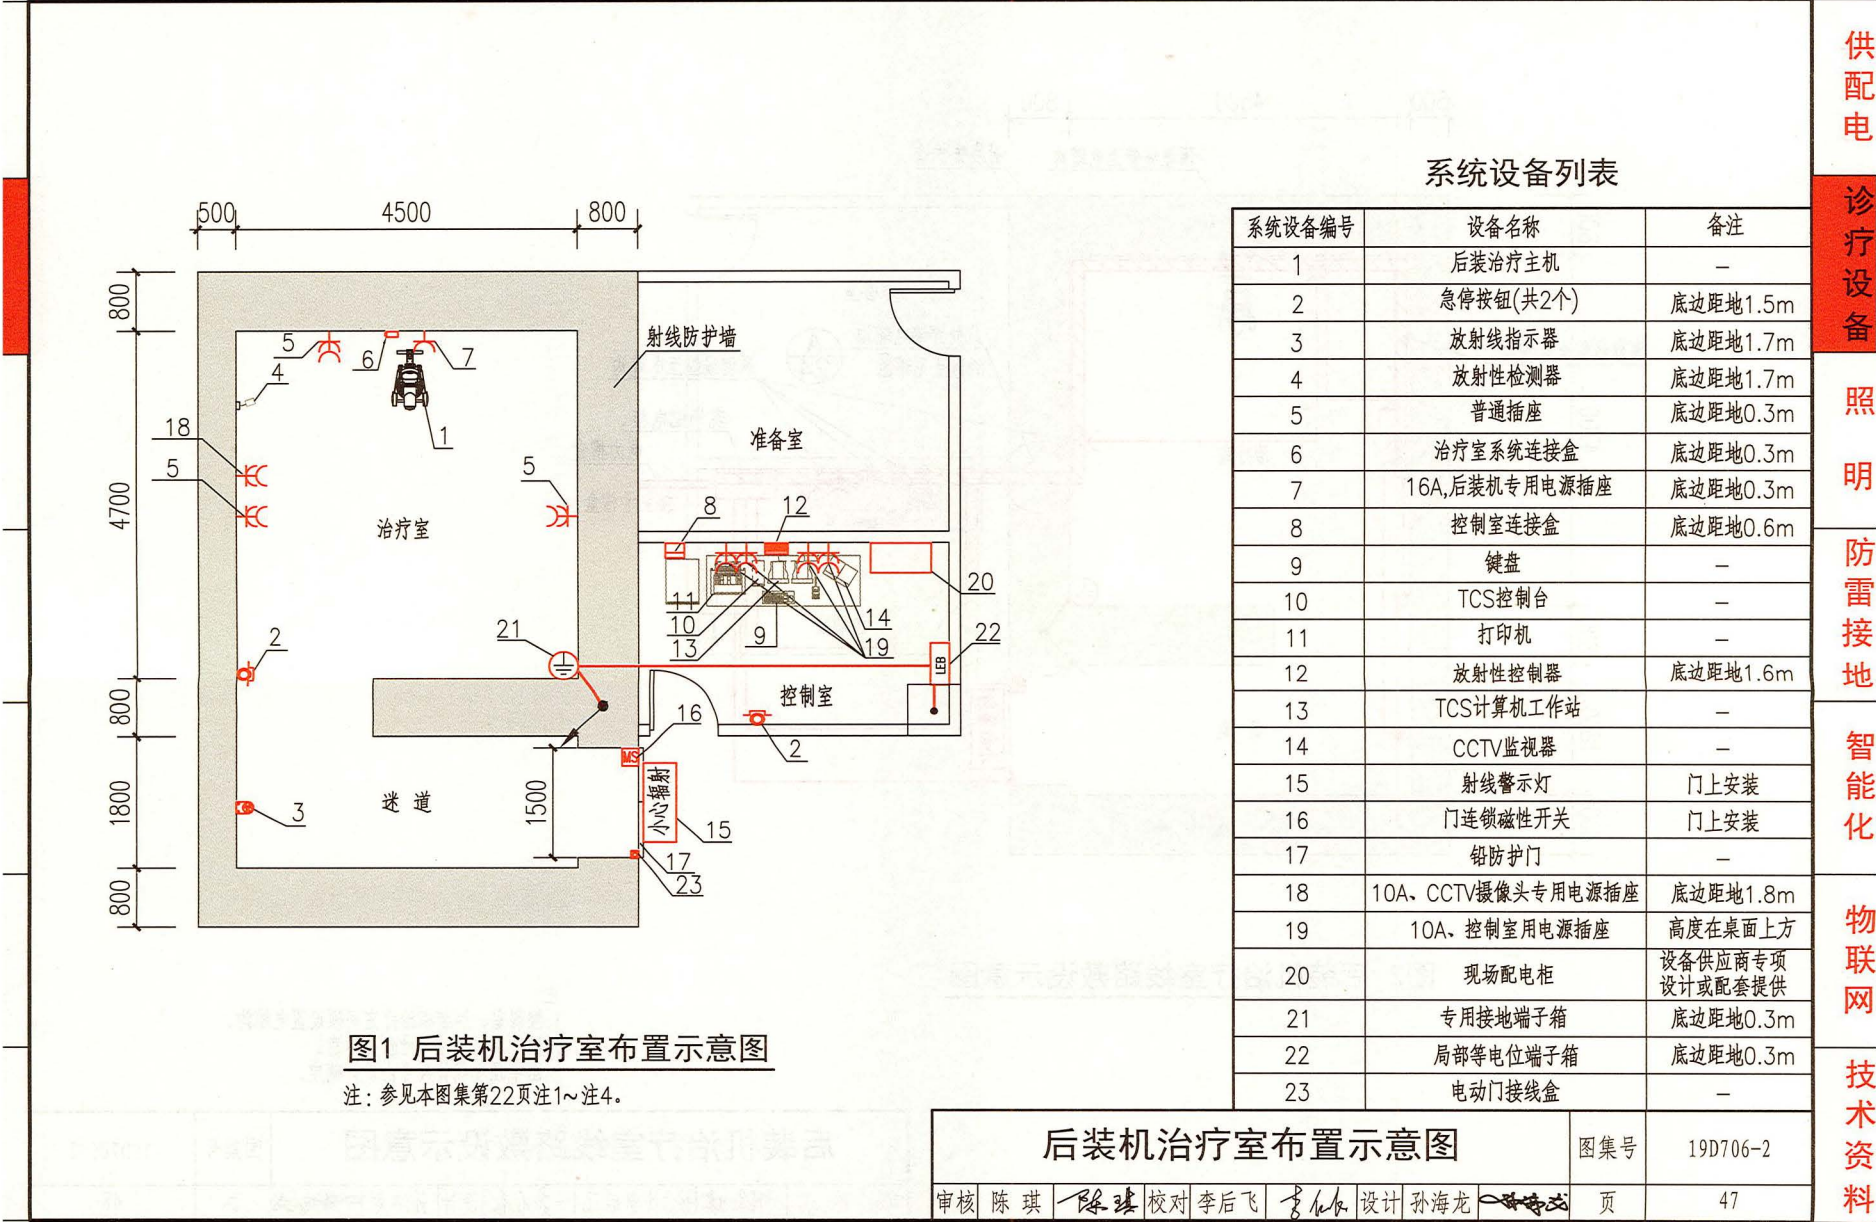 500 4500 800
800
4700
800
1800
800
5
6
7
4
1
18
5
5
治疗室
射线防护墙
准备室
8
12
20
11
10
13
9
14
19
21
22
LEB
2
控制室
2
16
MS
小心辐射
1500
迷 道
3
15
17
23
图1 后装机治疗室布置示意图
注：参见本图集第22页注1~注4。
系统设备列表
系统设备编号 设备名称 备注
1 后装治疗主机 —
2 急停按钮(共2个) 底边距地1.5m
3 放射线指示器 底边距地1.7m
4 放射性检测器 底边距地1.7m
5 普通插座 底边距地0.3m
6 治疗室系统连接盒 底边距地0.3m
7 16A,后装机专用电源插座 底边距地0.3m
8 控制室连接盒 底边距地0.6m
9 键盘 —
10 TCS控制台 —
11 打印机 —
12 放射性控制器 底边距地1.6m
13 TCS计算机工作站 —
14 CCTV监视器 —
15 射线警示灯 门上安装
16 门连锁磁性开关 门上安装
17 铅防护门 —
18 10A、CCTV摄像头专用电源插座 底边距地1.8m
19 10A、控制室用电源插座 高度在桌面上方
20 现场配电柜 设备供应商专项
设计或配套提供
21 专用接地端子箱 底边距地0.3m
22 局部等电位端子箱 底边距地0.3m
23 电动门接线盒 —
后装机治疗室布置示意图 图集号 19D706-2
审核 陈 琪 校对 李后飞 设计 孙海龙 页 47
供配电
诊疗设备
照明
防雷接地
智能化
物联网
技术资料